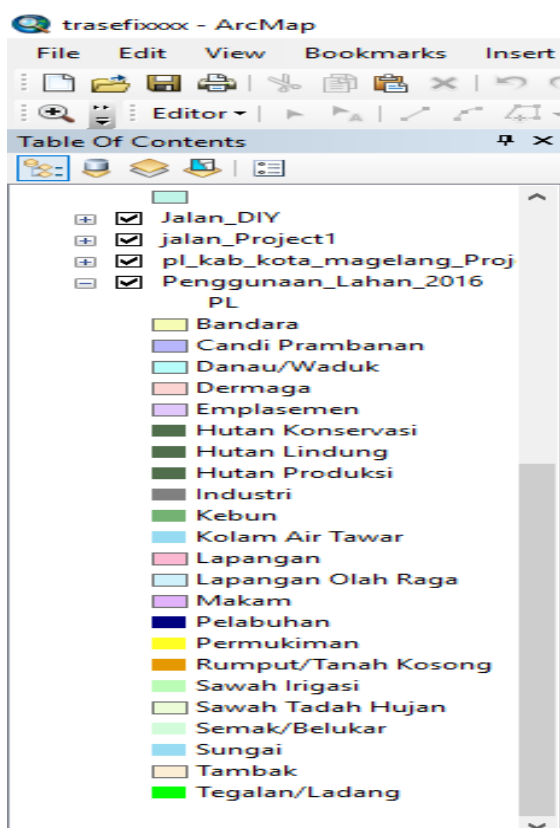 trasefixxxx - ArcMap
File Edit View Bookmarks Insert
Editor
Table Of Contents
Jalan_DIY
jalan_Project1
pl_kab_kota_magelang_Proj
Penggunaan_Lahan_2016
PL
Bandara
Candi Prambanan
Danau/Waduk
Dermaga
Emplasemen
Hutan Konservasi
Hutan Lindung
Hutan Produksi
Industri
Kebun
Kolam Air Tawar
Lapangan
Lapangan Olah Raga
Makam
Pelabuhan
Permukiman
Rumput/Tanah Kosong
Sawah Irigasi
Sawah Tadah Hujan
Semak/Belukar
Sungai
Tambak
Tegalan/Ladang